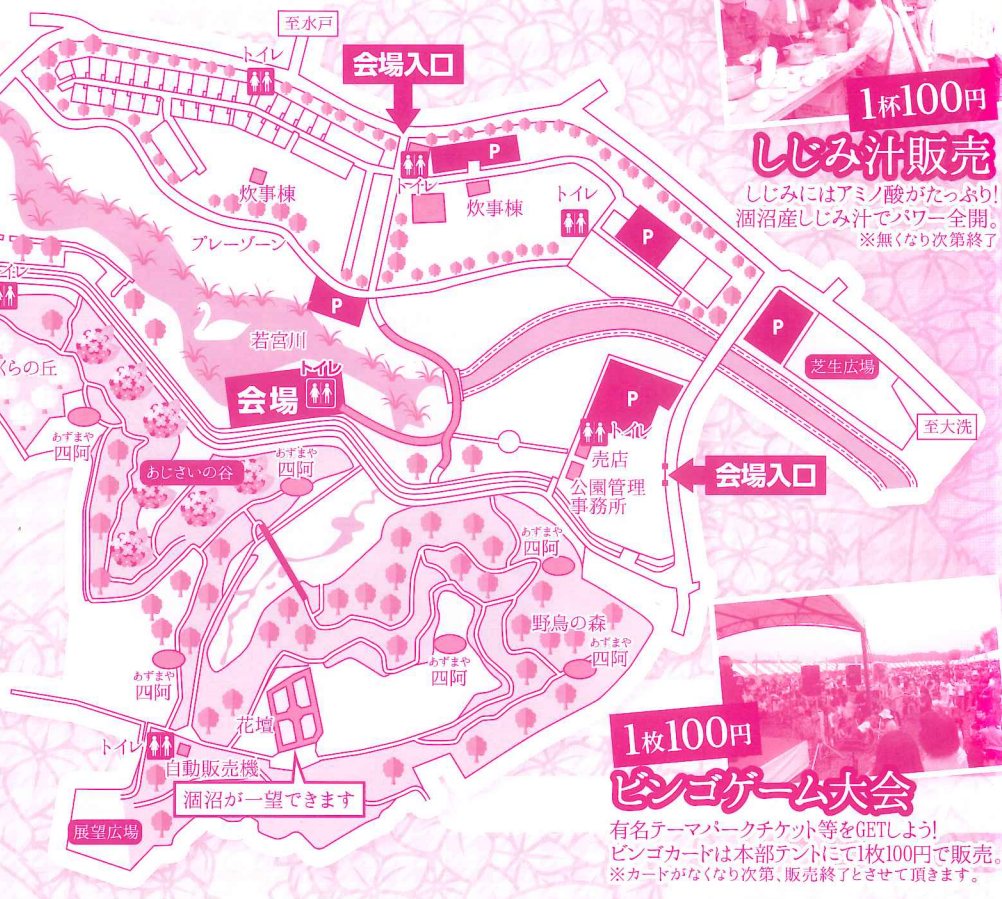 至水戸
トイレ
会場入口
1杯100円
しじみ汁販売
しじみにはアミノ酸がたっぷり!
涸沼産しじみ汁でパワー全開。
※無くなり次第終了
P
トイレ
炊事棟
炊事棟
トイレ
プレーゾーン
P
トイレ
P
若宮川
P
芝生広場
くらの丘
トイレ
会場
P
至大洗
あずまや
四阿
あずまや
四阿
あじさいの谷
トイレ
売店
会場入口
公園管理
事務所
あずまや
四阿
野鳥の森
あずまや
四阿
あずまや
四阿
あずまや
四阿
花壇
トイレ
自動販売機
涸沼が一望できます
展望広場
1枚100円
ビンゴゲーム大会
有名テーマパークチケット等をGETしよう!
ビンゴカードは本部テントにて1枚100円で販売。
※カードがなくなり次第、販売終了とさせて頂きます。